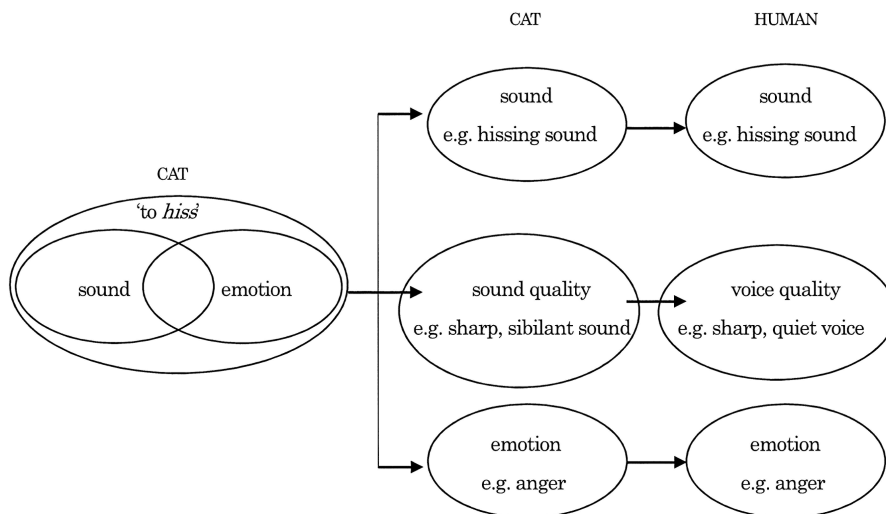 CAT
HUMAN
sound
e.g. hissing sound
sound
e.g. hissing sound
CAT
'to hiss'
sound
emotion
sound quality
e.g. sharp, sibilant sound
voice quality
e.g. sharp, quiet voice
emotion
e.g. anger
emotion
e.g. anger